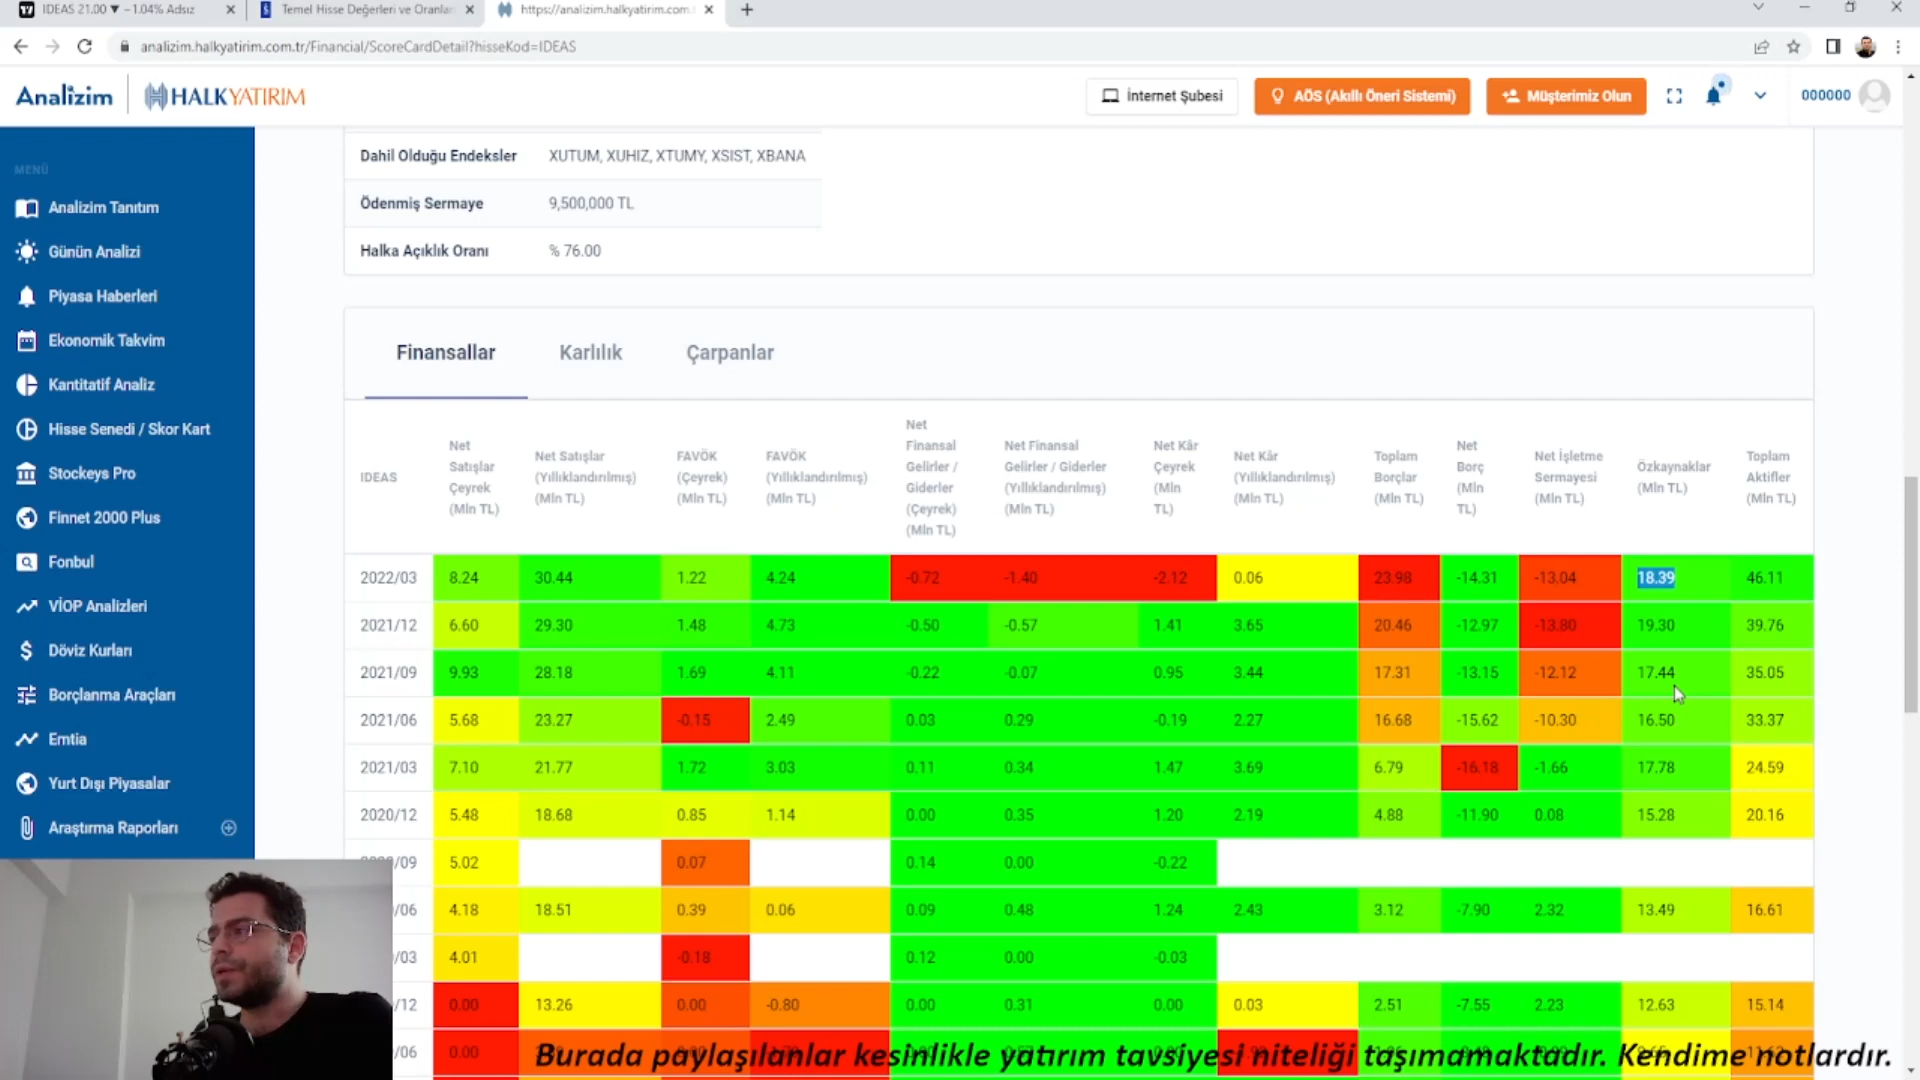 IDEAS 21.00 ▼ −1.04% Adsız
Temel Hisse Değerleri ve Oranları
https://analizim.halkyatirim.com.t
analizim.halkyatirim.com.tr/Financial/ScoreCardDetail?hisseKod=IDEAS
Analizim HALKYATIRIM
İnternet Şubesi
AÖS (Akıllı Öneri Sistemi)
Müşterimiz Olun
000000
MENÜ
Analizim Tanıtım
Günün Analizi
Piyasa Haberleri
Ekonomik Takvim
Kantitatif Analiz
Hisse Senedi / Skor Kart
Stockeys Pro
Finnet 2000 Plus
Fonbul
VİOP Analizleri
Döviz Kurları
Borçlanma Araçları
Emtia
Yurt Dışı Piyasalar
Araştırma Raporları
Dahil Olduğu Endeksler XUTUM, XUHIZ, XTUMY, XSIST, XBANA
Ödenmiş Sermaye 9,500,000 TL
Halka Açıklık Oranı % 76.00
Finansallar Karlılık Çarpanlar
IDEAS
Net Satışlar Çeyrek (Mln TL)
Net Satışlar (Yıllıklandırılmış) (Mln TL)
FAVÖK (Çeyrek) (Mln TL)
FAVÖK (Yıllıklandırılmış) (Mln TL)
Net Finansal Gelirler / Giderler (Çeyrek) (Mln TL)
Net Finansal Gelirler / Giderler (Yıllıklandırılmış) (Mln TL)
Net Kâr Çeyrek (Mln TL)
Net Kâr (Yıllıklandırılmış) (Mln TL)
Toplam Borçlar (Mln TL)
Net Borç (Mln TL)
Net İşletme Sermayesi (Mln TL)
Özkaynaklar (Mln TL)
Toplam Aktifler (Mln TL)
2022/03 8.24 30.44 1.22 4.24 -0.72 -1.40 -2.12 0.06 23.98 -14.31 -13.04 18.39 46.11
2021/12 6.60 29.30 1.48 4.73 -0.50 -0.57 1.41 3.65 20.46 -12.97 -13.80 19.30 39.76
2021/09 9.93 28.18 1.69 4.11 -0.22 -0.07 0.95 3.44 17.31 -13.15 -12.12 17.44 35.05
2021/06 5.68 23.27 -0.15 2.49 0.03 0.29 -0.19 2.27 16.68 -15.62 -10.30 16.50 33.37
2021/03 7.10 21.77 1.72 3.03 0.11 0.34 1.47 3.69 6.79 -16.18 -1.66 17.78 24.59
2020/12 5.48 18.68 0.85 1.14 0.00 0.35 1.20 2.19 4.88 -11.90 0.08 15.28 20.16
/09 5.02 0.07 0.14 0.00 -0.22
/06 4.18 18.51 0.39 0.06 0.09 0.48 1.24 2.43 3.12 -7.90 2.32 13.49 16.61
/03 4.01 -0.18 0.12 0.00 -0.03
/12 0.00 13.26 0.00 -0.80 0.00 0.31 0.00 0.03 2.51 -7.55 2.23 12.63 15.14
/06 0.00
Burada paylaşılanlar kesinlikle yatırım tavsiyesi niteliği taşımamaktadır. Kendime notlardır.